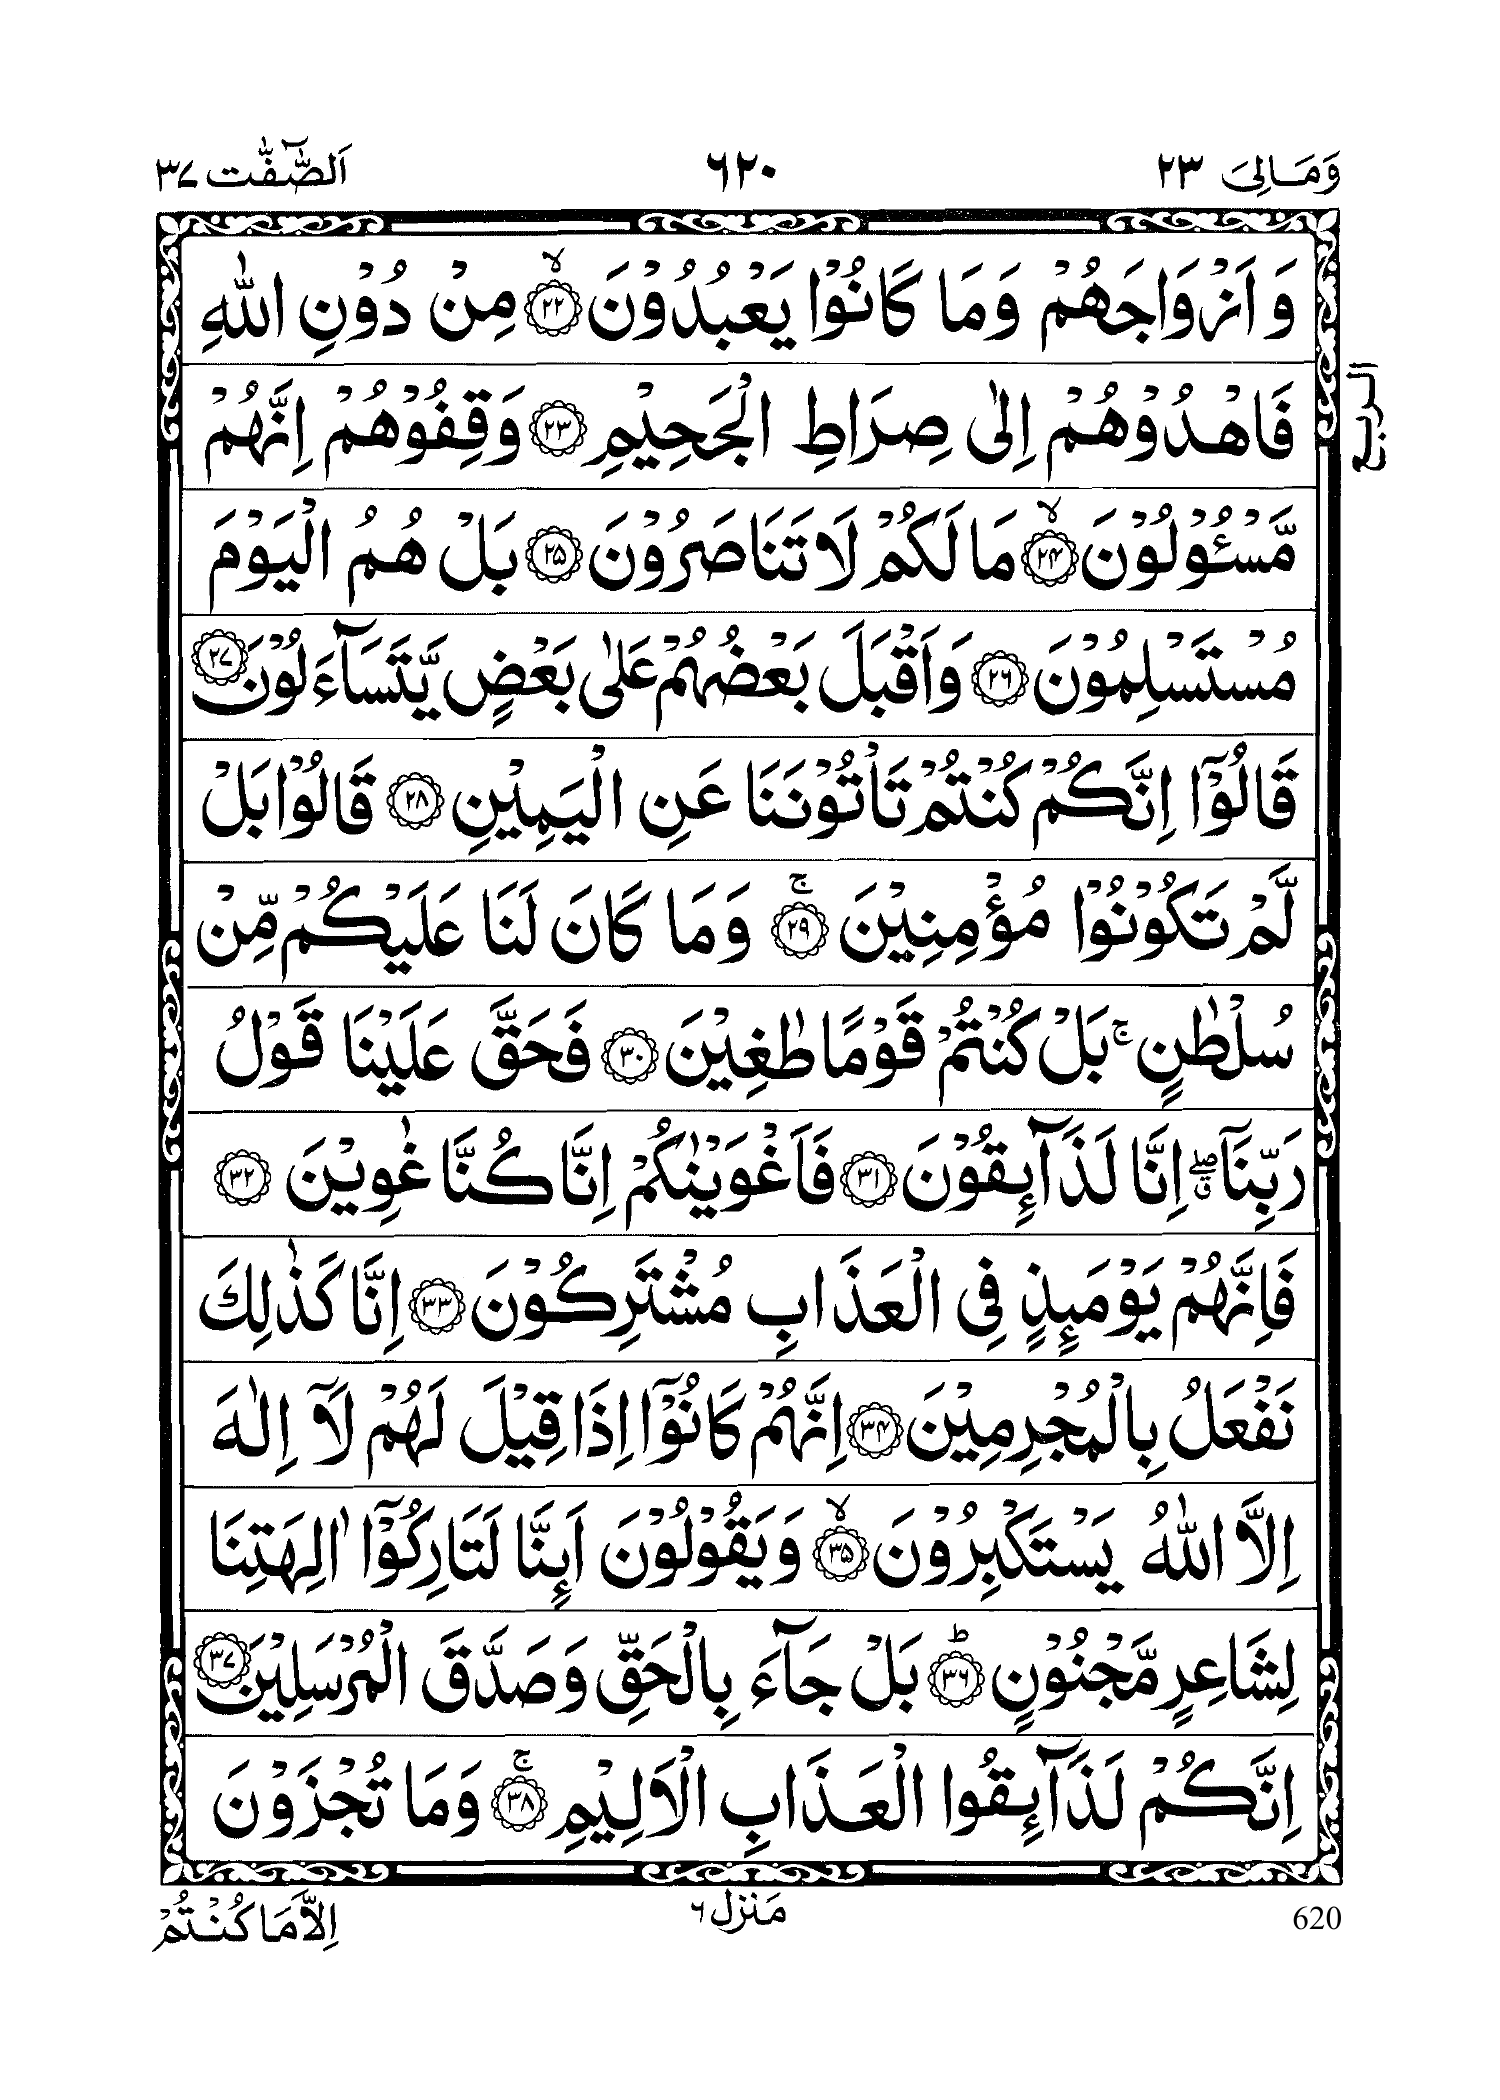 وَمَالِیَ ٢٣ ٦٢٠ اَلصّٰٓفّٰت ٣٧
وَ اَزْوَاجَهُمْ وَمَا كَانُوْا يَعْبُدُوْنَ ۙ‏﴿٢٢﴾ مِنْ دُوْنِ اللّٰهِ
فَاهْدُوْهُمْ اِلٰى صِرَاطِ الْجَحِيْمِ ﴿٢٣﴾ وَقِفُوْهُمْ اِنَّهُمْ
الربع
مَّسْـُٔوْلُوْنَ ۙ﴿٢٤﴾ مَا لَكُمْ لَا تَنَاصَرُوْنَ ﴿٢٥﴾ بَلْ هُمُ الْيَوْمَ
مُسْتَسْلِمُوْنَ ﴿٢٦﴾ وَاَقْبَلَ بَعْضُهُمْ عَلٰى بَعْضٍ يَّتَسَآءَلُوْنَ ﴿٢٧﴾
قَالُوْٓا اِنَّكُمْ كُنْتُمْ تَاْتُوْنَنَا عَنِ الْيَمِيْنِ ﴿٢٨﴾ قَالُوْا بَلْ
لَّمْ تَكُوْنُوْا مُؤْمِنِيْنَ ۚ﴿٢٩﴾ وَمَا كَانَ لَنَا عَلَيْكُمْ مِّنْ
سُلْطٰنٍ ۚ بَلْ كُنْتُمْ قَوْمًا طٰغِيْنَ ﴿٣٠﴾ فَحَقَّ عَلَيْنَا قَوْلُ
رَبِّنَآ ۖۗ اِنَّا لَذَآئِقُوْنَ ﴿٣١﴾ فَاَغْوَيْنٰكُمْ اِنَّا كُنَّا غٰوِيْنَ ﴿٣٢﴾
فَاِنَّهُمْ يَوْمَئِذٍ فِى الْعَذَابِ مُشْتَرِكُوْنَ ﴿٣٣﴾ اِنَّا كَذٰلِكَ
نَفْعَلُ بِالْمُجْرِمِيْنَ ﴿٣٤﴾ اِنَّهُمْ كَانُوْٓا اِذَا قِيْلَ لَهُمْ لَآ اِلٰهَ
اِلَّا اللّٰهُ يَسْتَكْبِرُوْنَ ۙ﴿٣٥﴾ وَيَقُوْلُوْنَ اَئِنَّا لَتَارِكُوْٓا اٰلِهَتِنَا
لِشَاعِرٍ مَّجْنُوْنٍ ؕ﴿٣٦﴾ بَلْ جَآءَ بِالْحَقِّ وَصَدَّقَ الْمُرْسَلِيْنَ ﴿٣٧﴾
اِنَّكُمْ لَذَآئِقُوا الْعَذَابِ الْاَلِيْمِ ۚ﴿٣٨﴾ وَمَا تُجْزَوْنَ
اِلَّا مَا كُنْتُمْ منزل ٦ 620